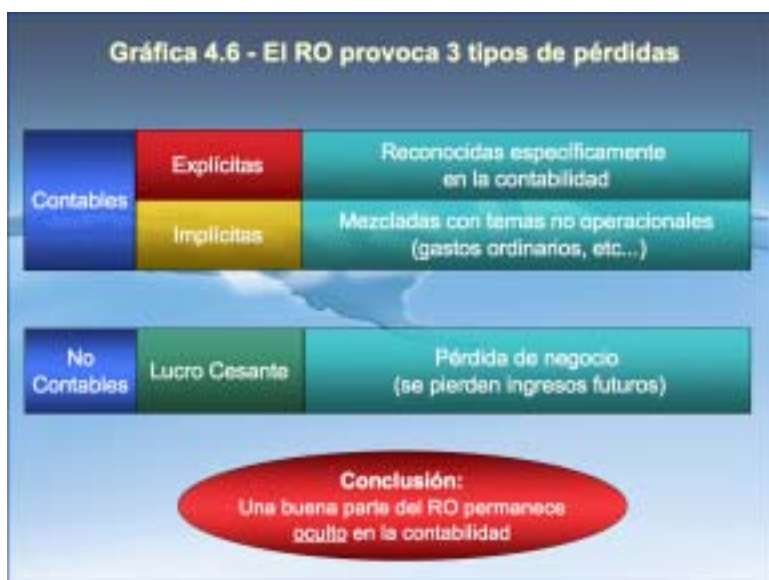 Gráfica 4.6 - El RO provoca 3 tipos de pérdidas
Contables
Explícitas
Reconocidas específicamente
en la contabilidad
Implícitas
Mezcladas con temas no operacionales
(gastos ordinarios, etc...)
No
Contables
Lucro Cesante
Pérdida de negocio
(se pierden ingresos futuros)
Conclusión:
Una buena parte del RO permanece
oculto en la contabilidad